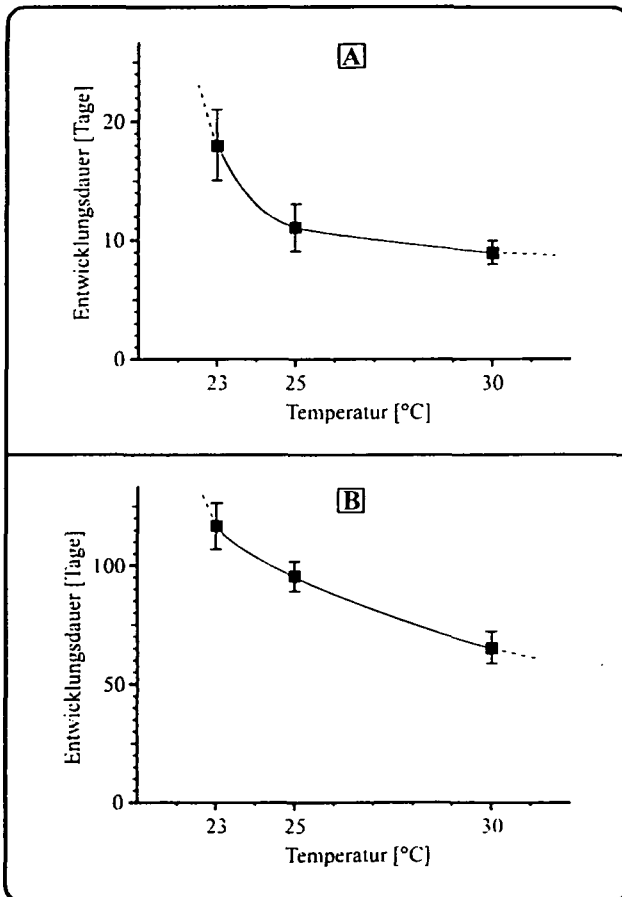 A
Entwicklungsdauer [Tage]
20
10
0
23 25 30
Temperatur [°C]
B
Entwicklungsdauer [Tage]
100
50
0
23 25 30
Temperatur [°C]